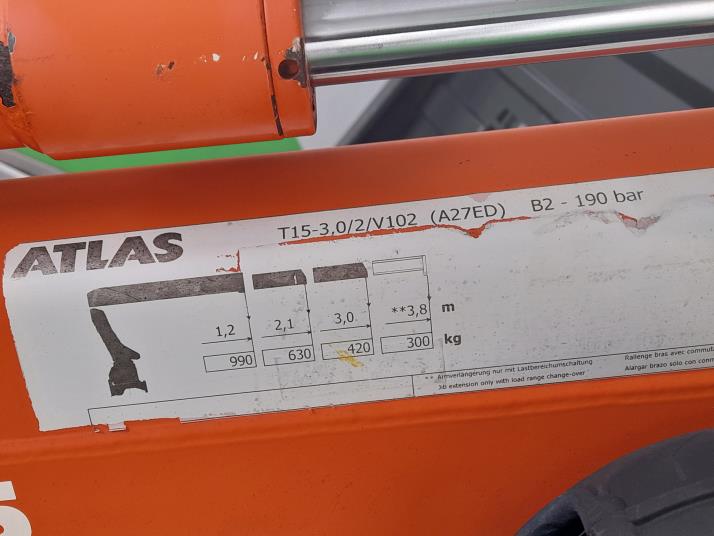 ATLAS
T15-3,0/2/V102 (A27ED) B2 - 190 bar
1,2 2,1 3,0 **3,8 m
990 630 420 300 kg
** Armverlängerung nur mit Lastbereichumschaltung
Jib extension only with load range change-over
Rallenge bras avec
Alargar brazo solo con
5